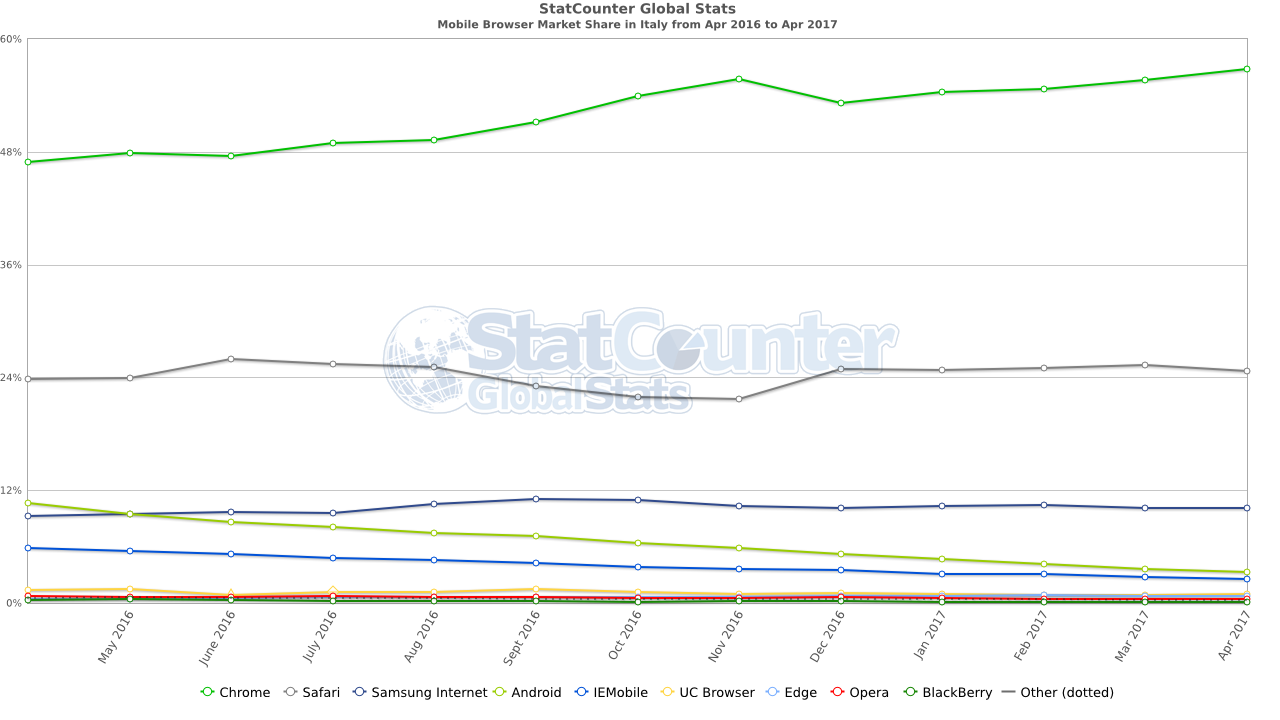 StatCounter Global Stats
Mobile Browser Market Share in Italy from Apr 2016 to Apr 2017
60%
48%
36%
24%
12%
0%
StatCounter
GlobalStats
May 2016
June 2016
July 2016
Aug 2016
Sept 2016
Oct 2016
Nov 2016
Dec 2016
Jan 2017
Feb 2017
Mar 2017
Apr 2017
Chrome Safari Samsung Internet Android IEMobile UC Browser Edge Opera BlackBerry Other (dotted)